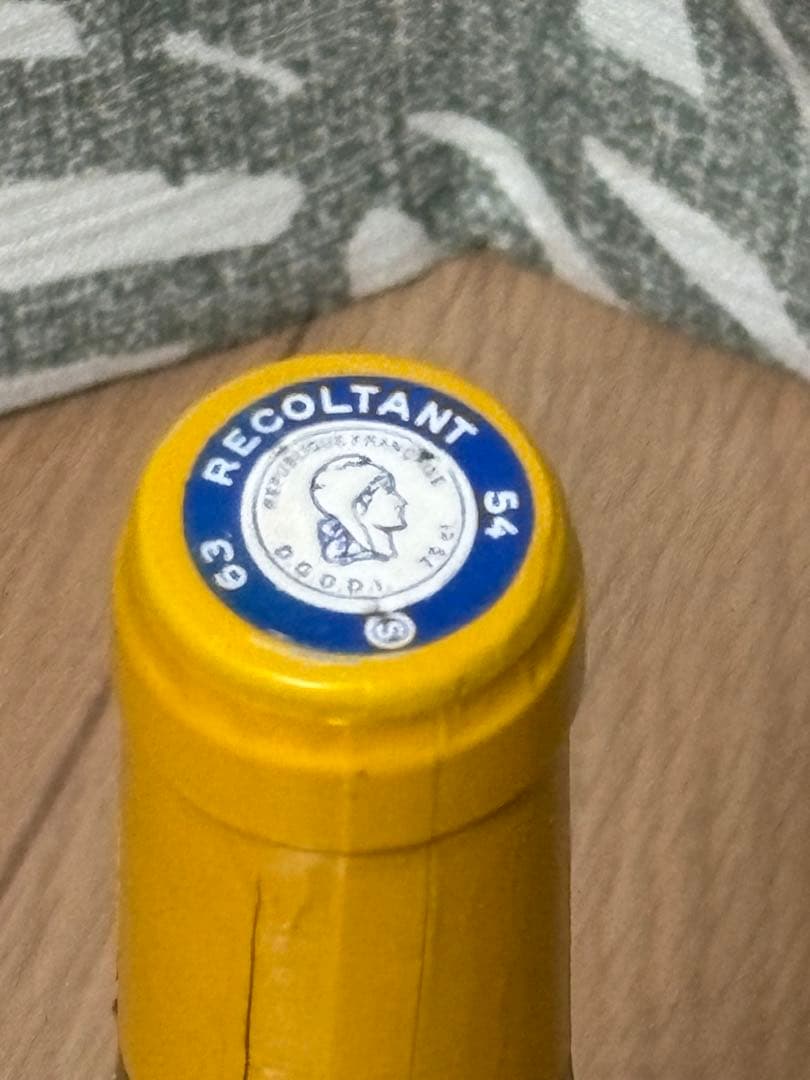 RECOLTANT
63
54
REPUBLIQUE FRANCAISE
D.G.D.D.I.
S